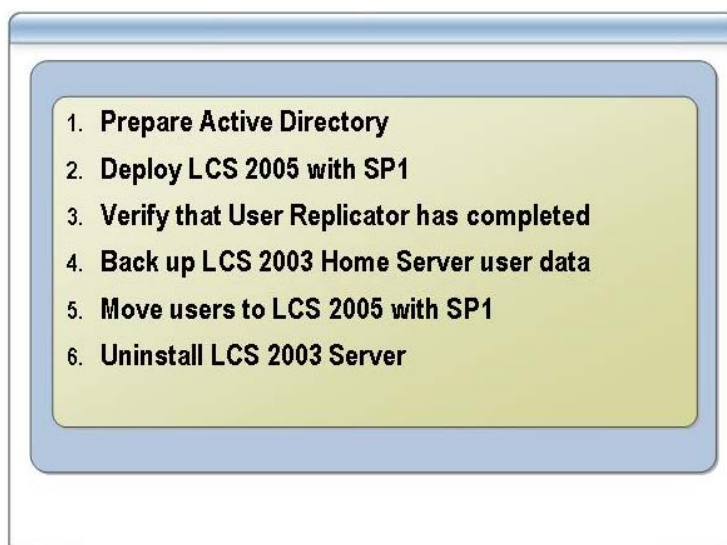 1. Prepare Active Directory
2. Deploy LCS 2005 with SP1
3. Verify that User Replicator has completed
4. Back up LCS 2003 Home Server user data
5. Move users to LCS 2005 with SP1
6. Uninstall LCS 2003 Server